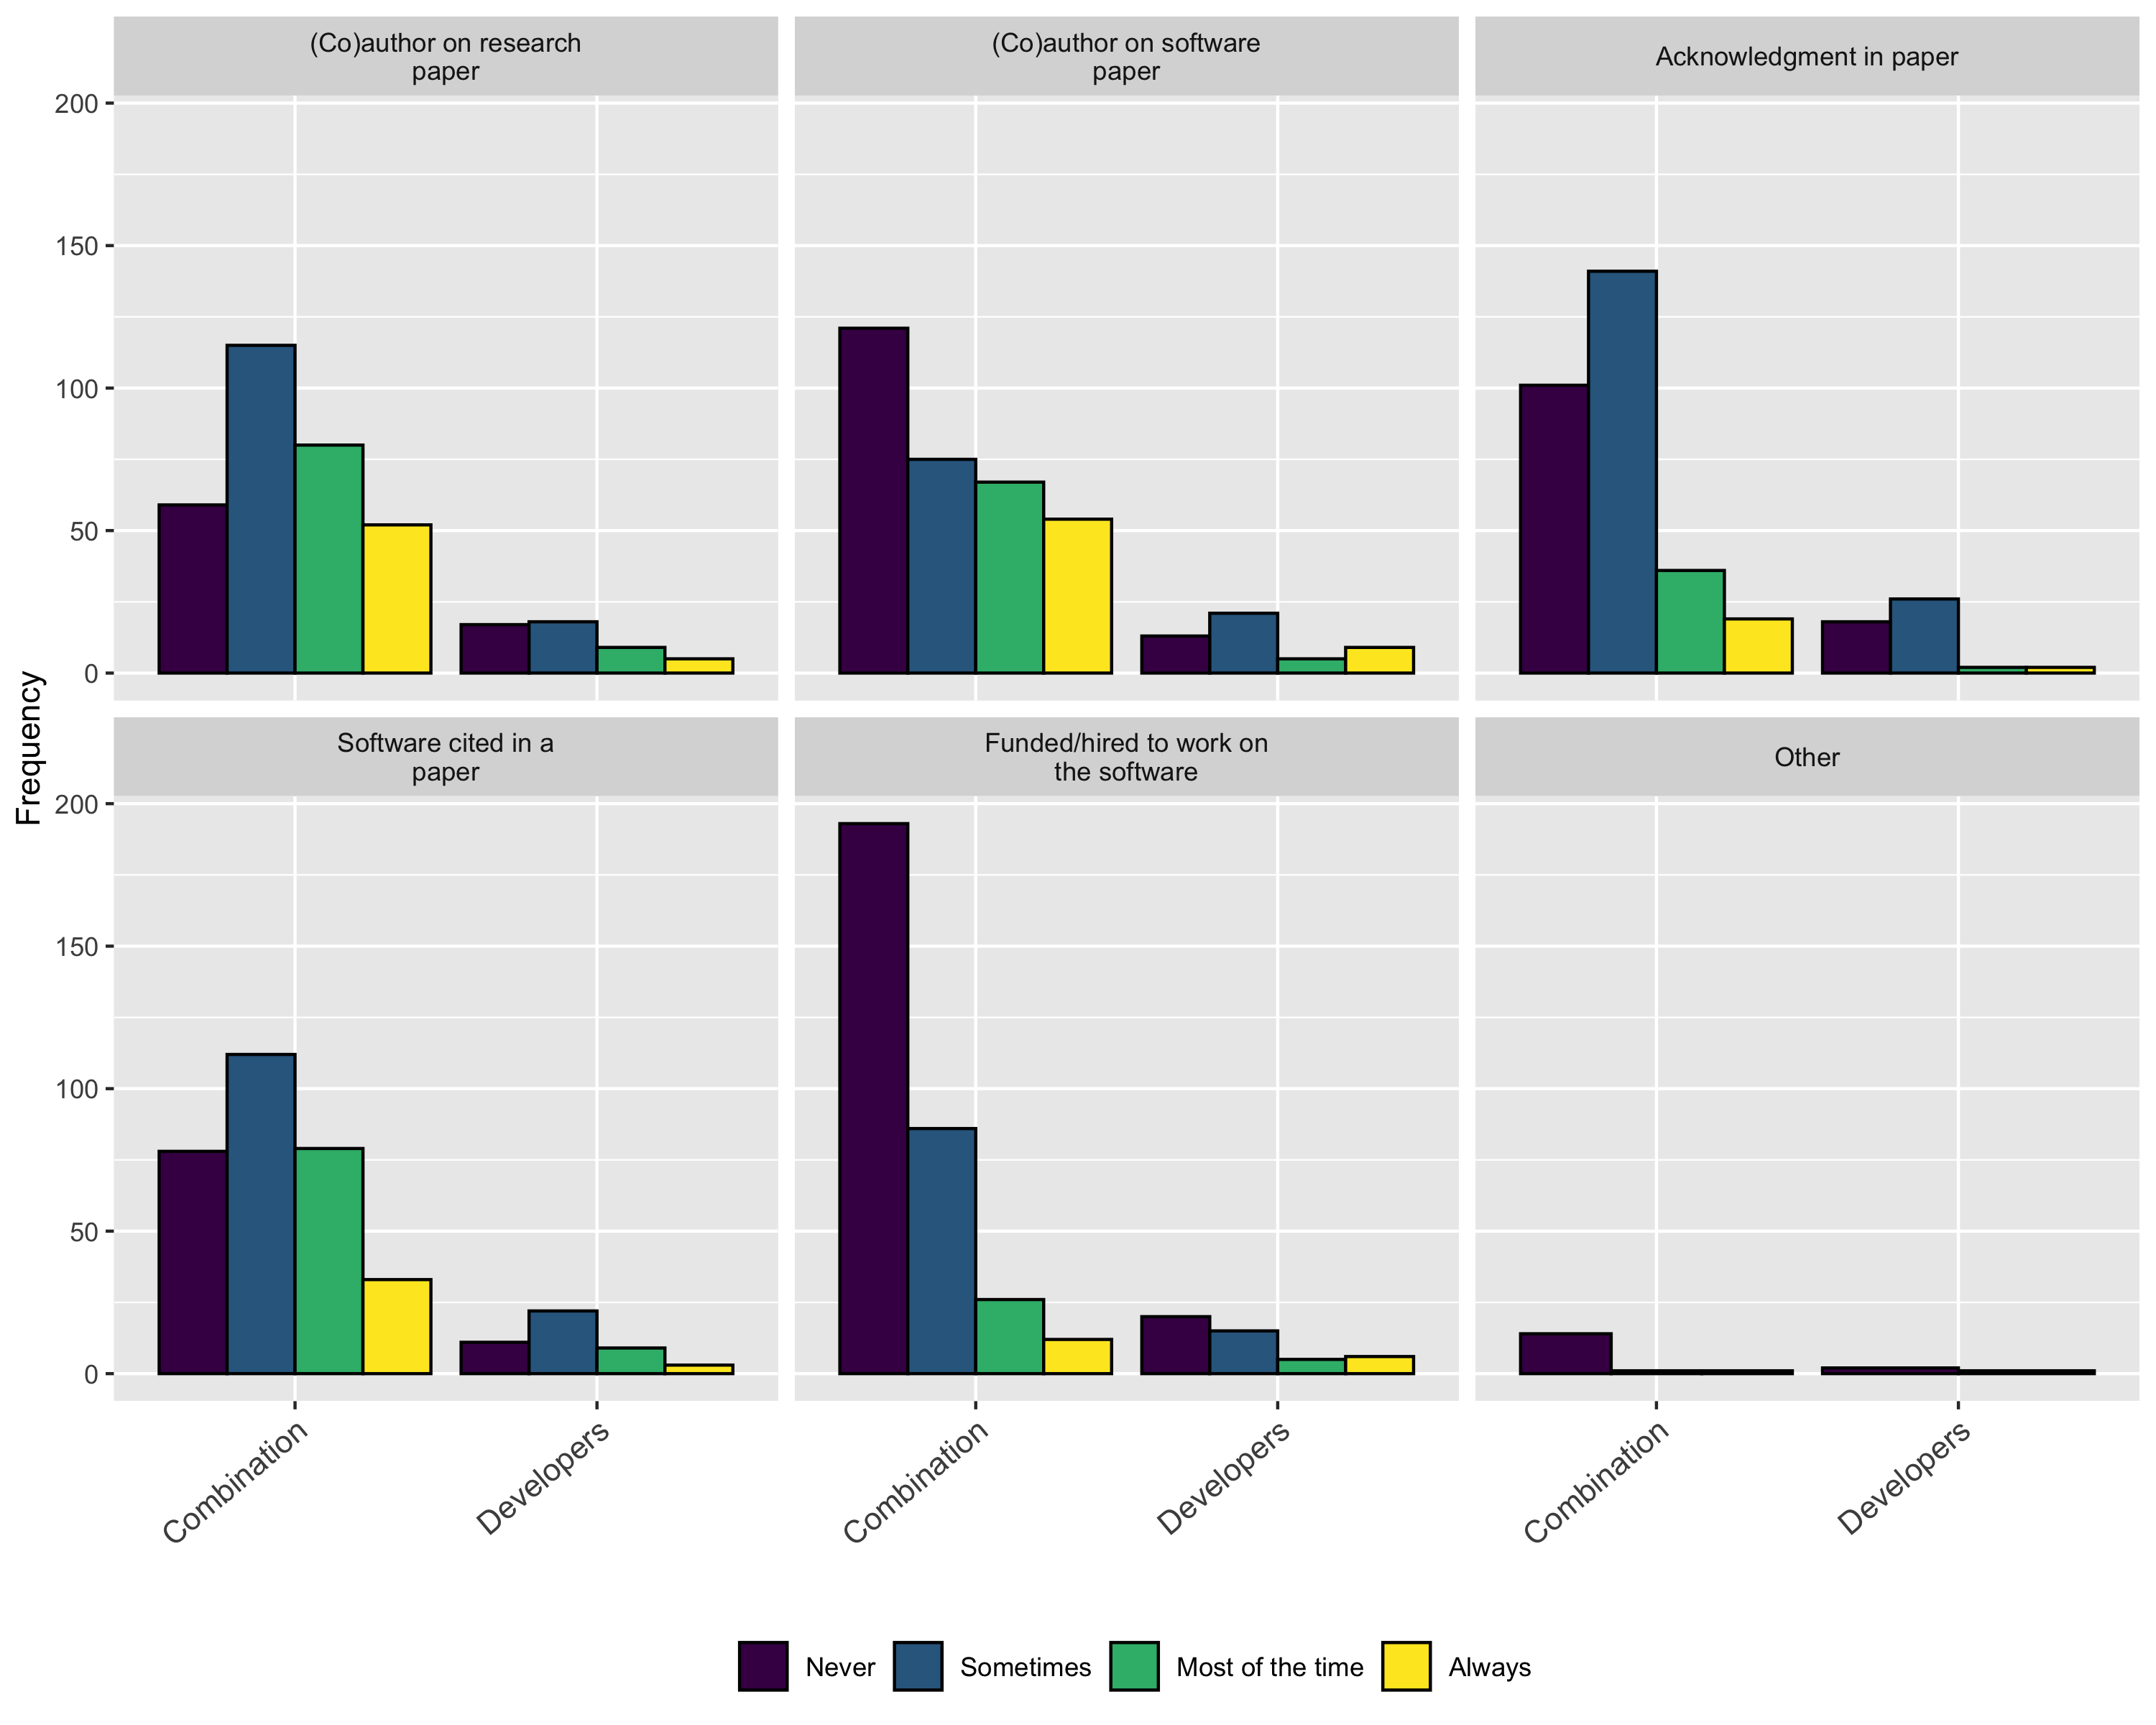 (Co)author on research
paper
(Co)author on software
paper
Acknowledgment in paper
200
150
100
50
0
Software cited in a
paper
Funded/hired to work on
the software
Other
200
150
100
50
0
Frequency
Combination
Developers
Combination
Developers
Combination
Developers
Never
Sometimes
Most of the time
Always